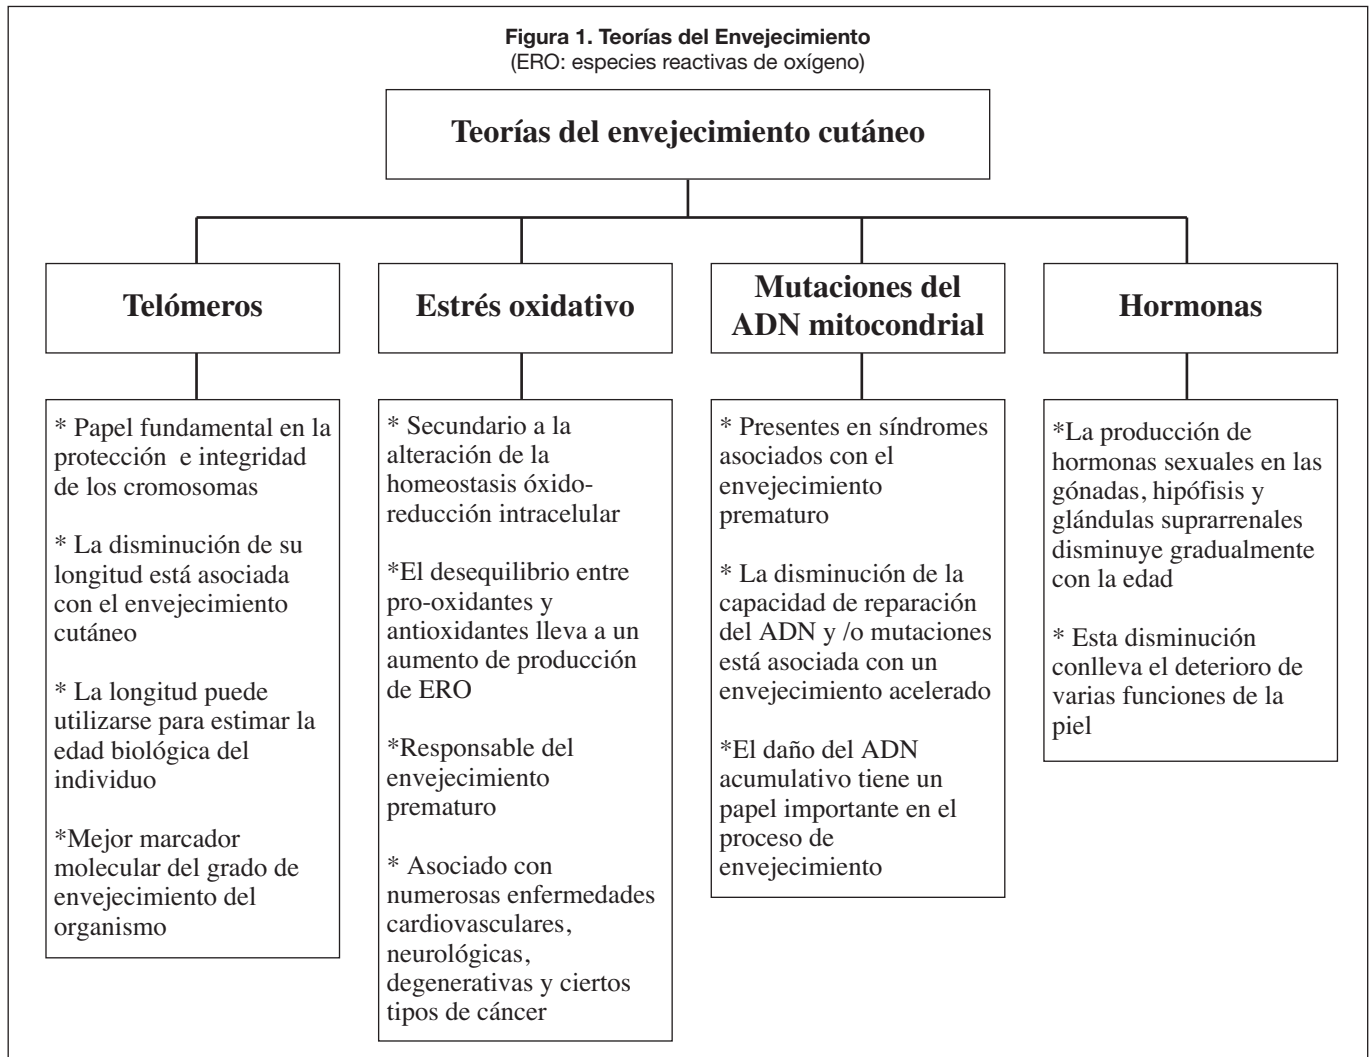 Figura 1. Teorías del Envejecimiento
(ERO: especies reactivas de oxígeno)
Teorías del envejecimiento cutáneo
Telómeros
* Papel fundamental en la
protección e integridad
de los cromosomas
* La disminución de su
longitud está asociada
con el envejecimiento
cutáneo
* La longitud puede
utilizarse para estimar la
edad biológica del
individuo
*Mejor marcador
molecular del grado de
envejecimiento del
organismo
Estrés oxidativo
* Secundario a la
alteración de la
homeostasis óxido-
reducción intracelular
*El desequilibrio entre
pro-oxidantes y
antioxidantes lleva a un
aumento de producción
de ERO
*Responsable del
envejecimiento
prematuro
* Asociado con
numerosas enfermedades
cardiovasculares,
neurológicas,
degenerativas y ciertos
tipos de cáncer
Mutaciones del
ADN mitocondrial
* Presentes en síndromes
asociados con el
envejecimiento
prematuro
* La disminución de la
capacidad de reparación
del ADN y /o mutaciones
está asociada con un
envejecimiento acelerado
*El daño del ADN
acumulativo tiene un
papel importante en el
proceso de
envejecimiento
Hormonas
*La producción de
hormonas sexuales en las
gónadas, hipófisis y
glándulas suprarrenales
disminuye gradualmente
con la edad
* Esta disminución
conlleva el deterioro de
varias funciones de la
piel